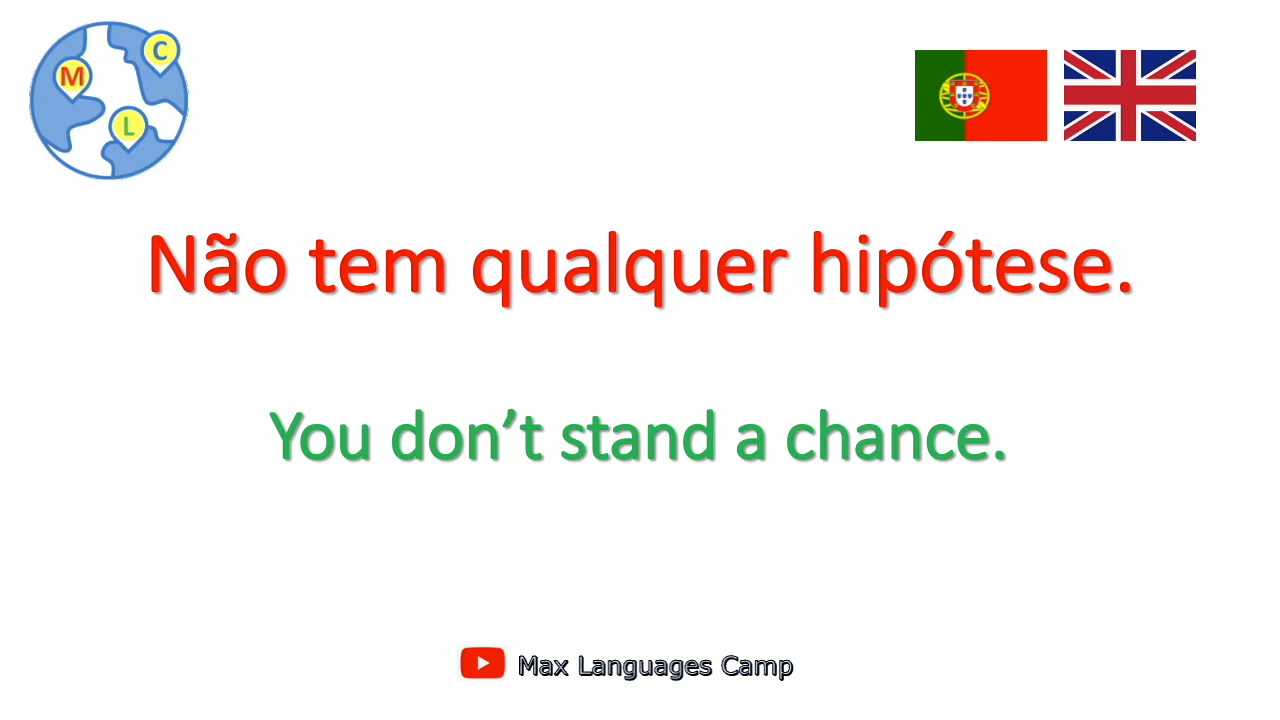 M
C
L
Não tem qualquer hipótese.
You don’t stand a chance.
Max Languages Camp